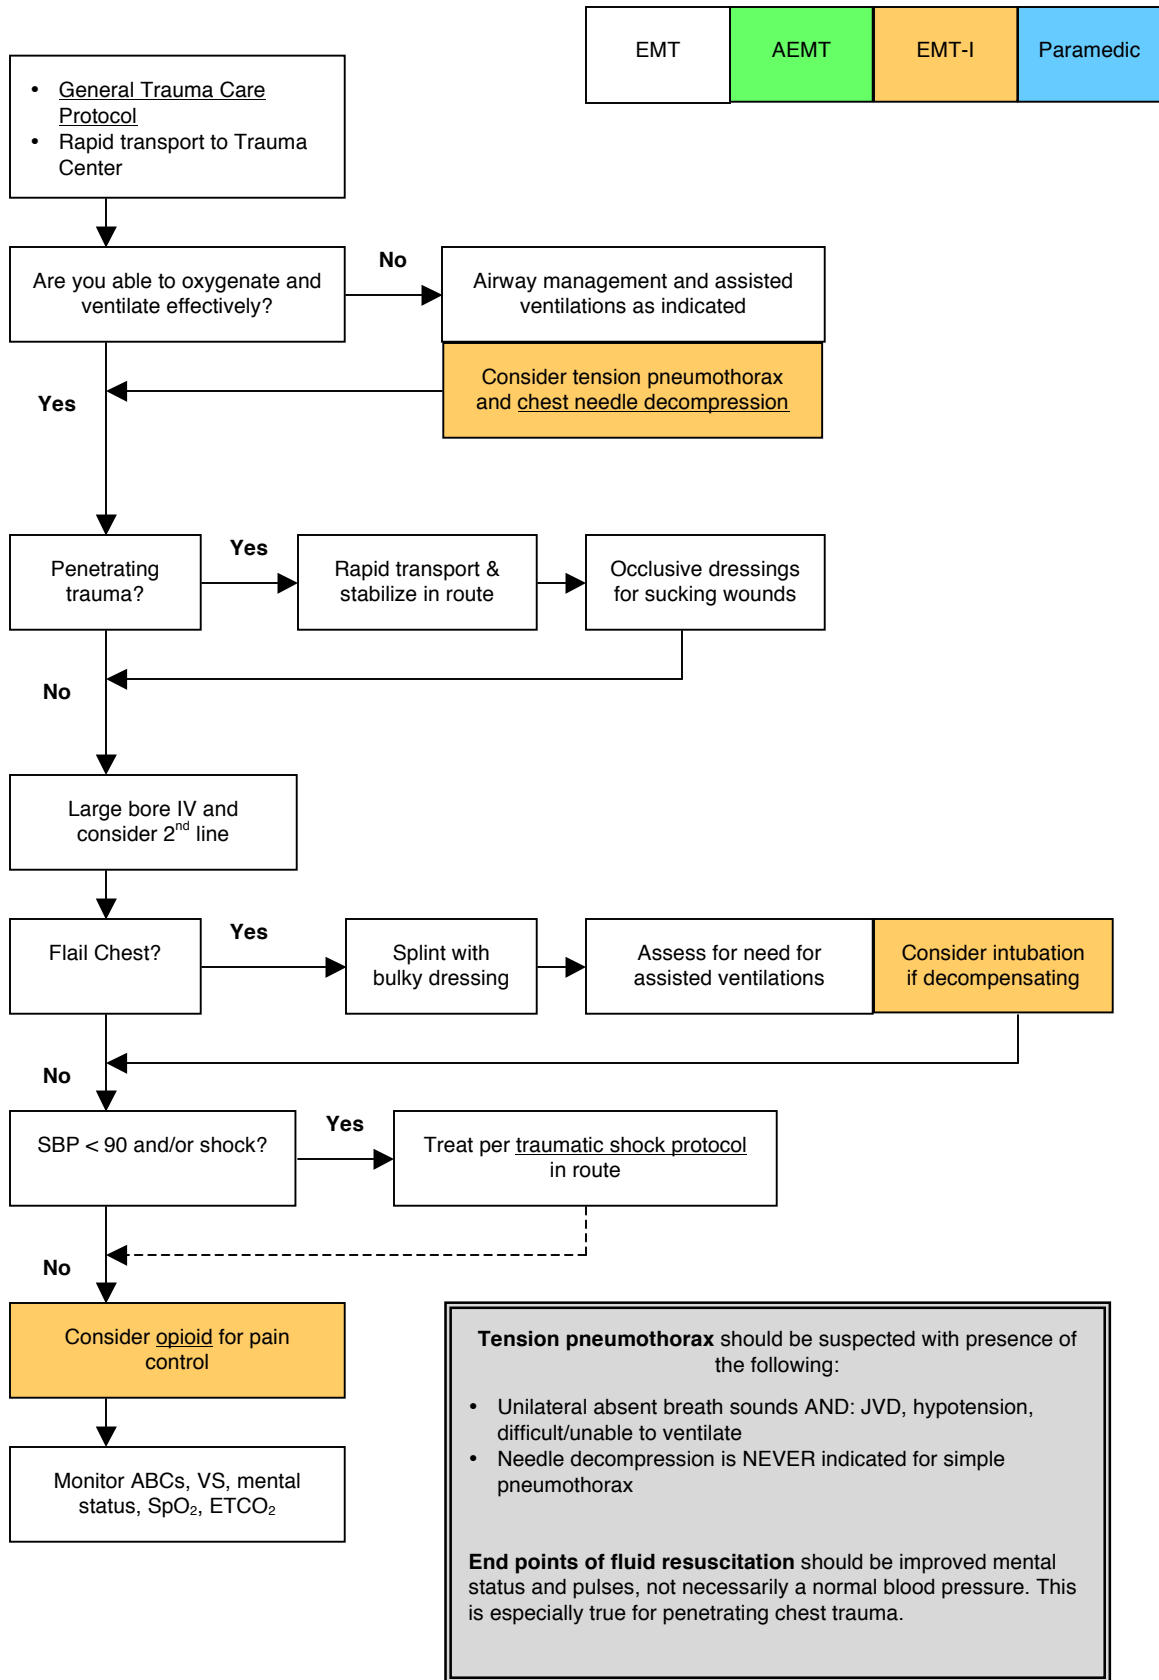 EMT
AEMT
EMT-I
Paramedic
• General Trauma Care
Protocol
• Rapid transport to Trauma
Center
Are you able to oxygenate and
ventilate effectively?
No
Airway management and assisted
ventilations as indicated
Consider tension pneumothorax
and chest needle decompression
Yes
Penetrating
trauma?
Yes
Rapid transport &
stabilize in route
Occlusive dressings
for sucking wounds
No
Large bore IV and
consider 2nd line
Flail Chest?
Yes
Splint with
bulky dressing
Assess for need for
assisted ventilations
Consider intubation
if decompensating
No
SBP < 90 and/or shock?
Yes
Treat per traumatic shock protocol
in route
No
Consider opioid for pain
control
Monitor ABCs, VS, mental
status, SpO₂, ETCO₂
Tension pneumothorax should be suspected with presence of
the following:
• Unilateral absent breath sounds AND: JVD, hypotension,
difficult/unable to ventilate
• Needle decompression is NEVER indicated for simple
pneumothorax
End points of fluid resuscitation should be improved mental
status and pulses, not necessarily a normal blood pressure. This
is especially true for penetrating chest trauma.